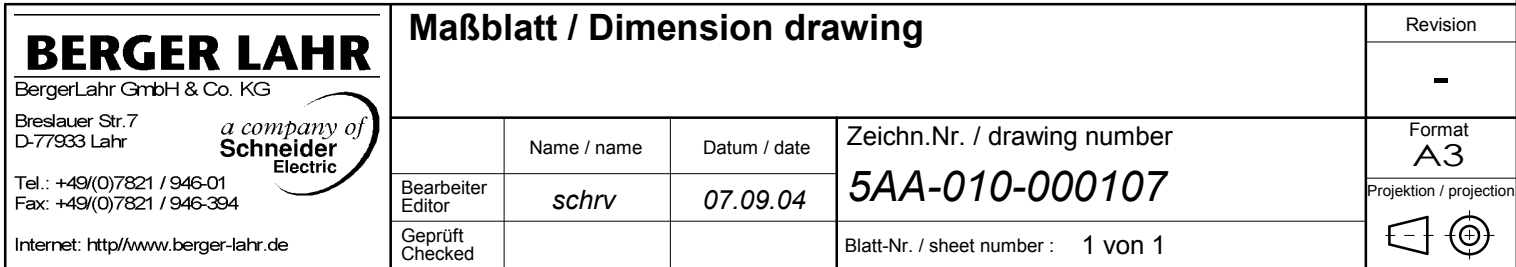 BERGER LAHR
BergerLahr GmbH & Co. KG
Breslauer Str.7
D-77933 Lahr
a company of
Schneider
Electric
Tel.: +49/(0)7821 / 946-01
Fax: +49/(0)7821 / 946-394
Internet: http//www.berger-lahr.de
Maßblatt / Dimension drawing
Name / name
Datum / date
Bearbeiter
Editor
schrv
07.09.04
Geprüft
Checked
Zeichn.Nr. / drawing number
5AA-010-000107
Blatt-Nr. / sheet number : 1 von 1
Revision
-
Format
A3
Projektion / projection